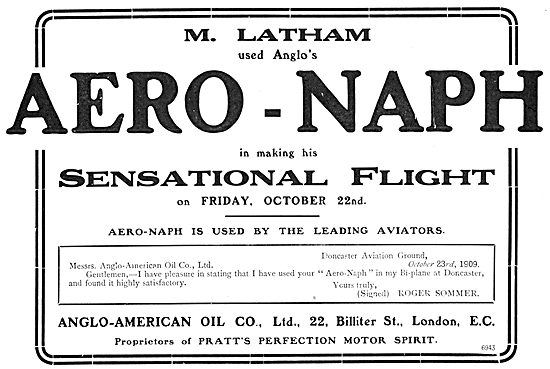 M. LATHAM
used Anglo's
AERO-NAPH
in making his
SENSATIONAL FLIGHT
on FRIDAY, OCTOBER 22nd.
AERO-NAPH IS USED BY THE LEADING AVIATORS.
Doncaster Aviation Ground,
Messrs. Anglo-American Oil Co., Ltd. October 23rd, 1909.
Gentlemen,—I have pleasure in stating that I have used your "Aero-Naph" in my Bi-plane at Doncaster,
and found it highly satisfactory. Yours truly,
(Signed) ROGER SOMMER.
ANGLO-AMERICAN OIL CO., Ltd., 22, Billiter St., London, E.C.
Proprietors of PRATT'S PERFECTION MOTOR SPIRIT.
6943